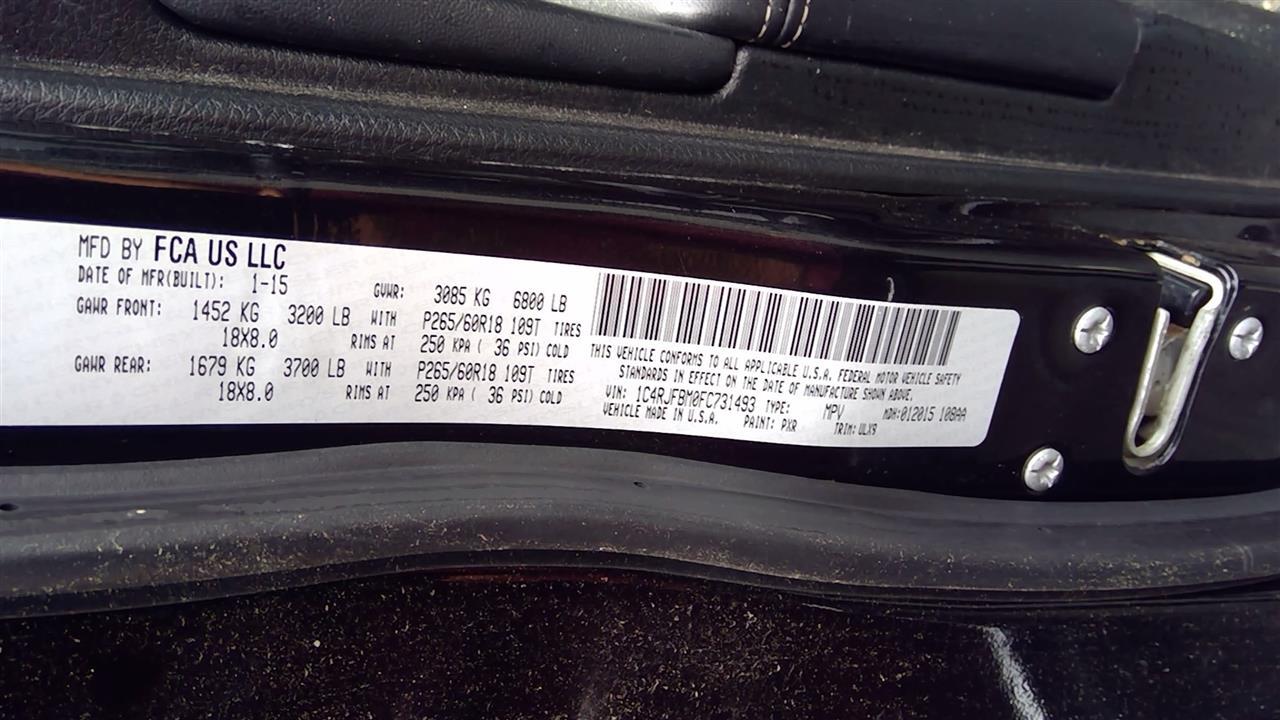 MFD BY FCA US LLC
DATE OF MFR(BUILT): 1-15 GVWR: 3085 KG 6800 LB
GAWR FRONT: 1452 KG 3200 LB WITH P265/60R18 109T TIRES
18X8.0 RIMS AT 250 KPA ( 36 PSI) COLD
GAWR REAR: 1679 KG 3700 LB WITH P265/60R18 109T TIRES
18X8.0 RIMS AT 250 KPA ( 36 PSI) COLD
THIS VEHICLE CONFORMS TO ALL APPLICABLE U.S.A. FEDERAL MOTOR VEHICLE SAFETY
STANDARDS IN EFFECT ON THE DATE OF MANUFACTURE SHOWN ABOVE.
VIN: 1C4RJFBM0FC731493 TYPE: MPV MDH:012015 108AA
VEHICLE MADE IN U.S.A. PAINT: PXR TRIM: ULX9